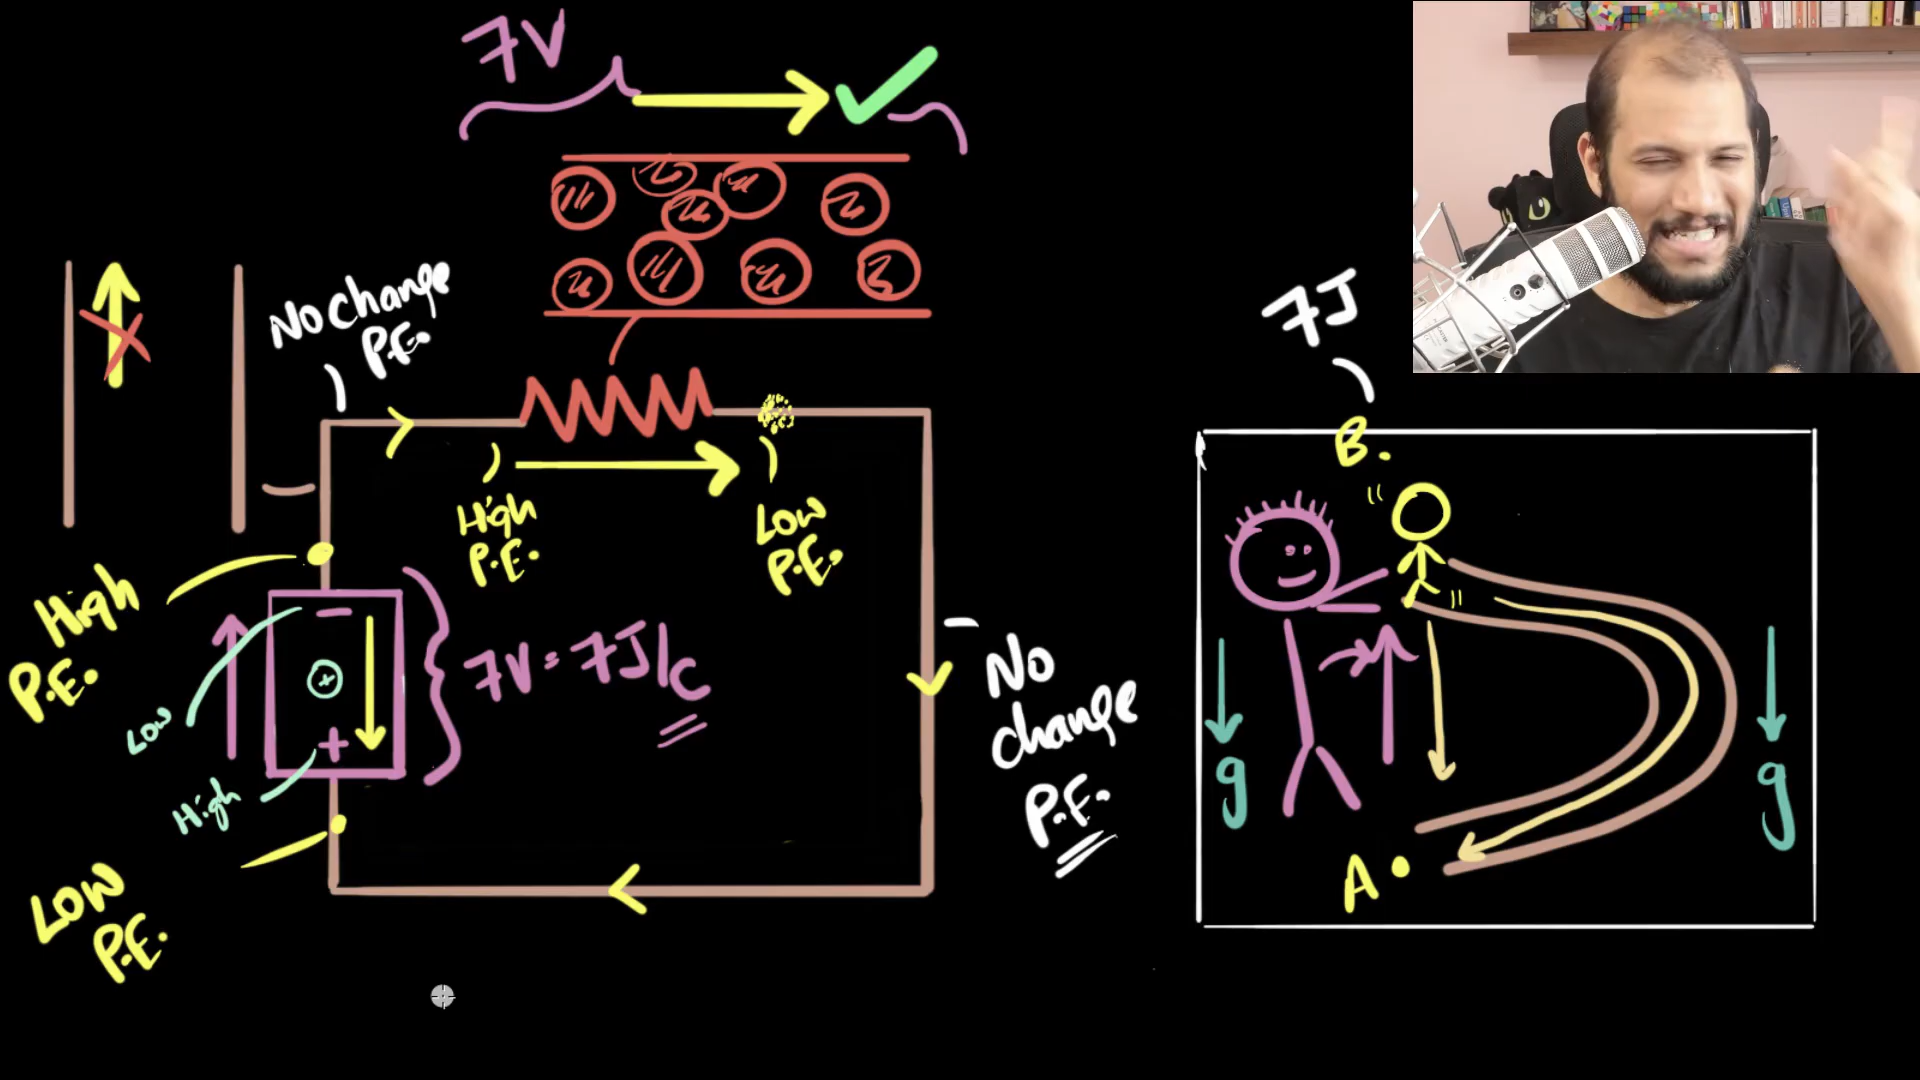 7V
No change
P.E.
High
P.E.
Low
P.E.
High
P.E.
Low
High
−
+
+
7V = 7J/C
Low
P.E.
No
change
P.E.
7J
B.
g
g
A